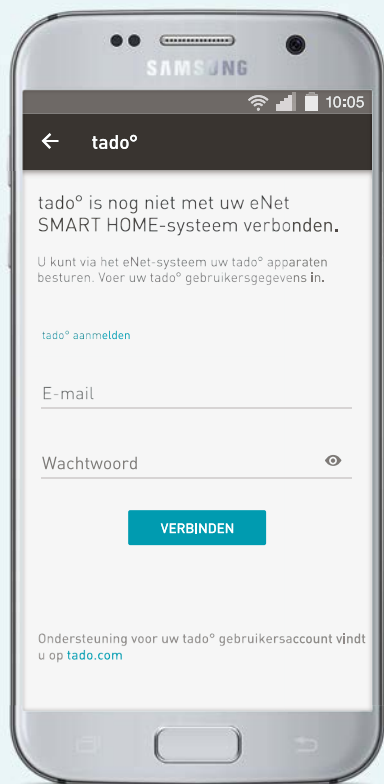 SAMSUNG
10:05
← tado°
tado° is nog niet met uw eNet
SMART HOME-systeem verbonden.
U kunt via het eNet-systeem uw tado° apparaten
besturen. Voer uw tado° gebruikersgegevens in.
tado° aanmelden
E-mail
Wachtwoord
VERBINDEN
Ondersteuning voor uw tado° gebruikersaccount vindt
u op tado.com